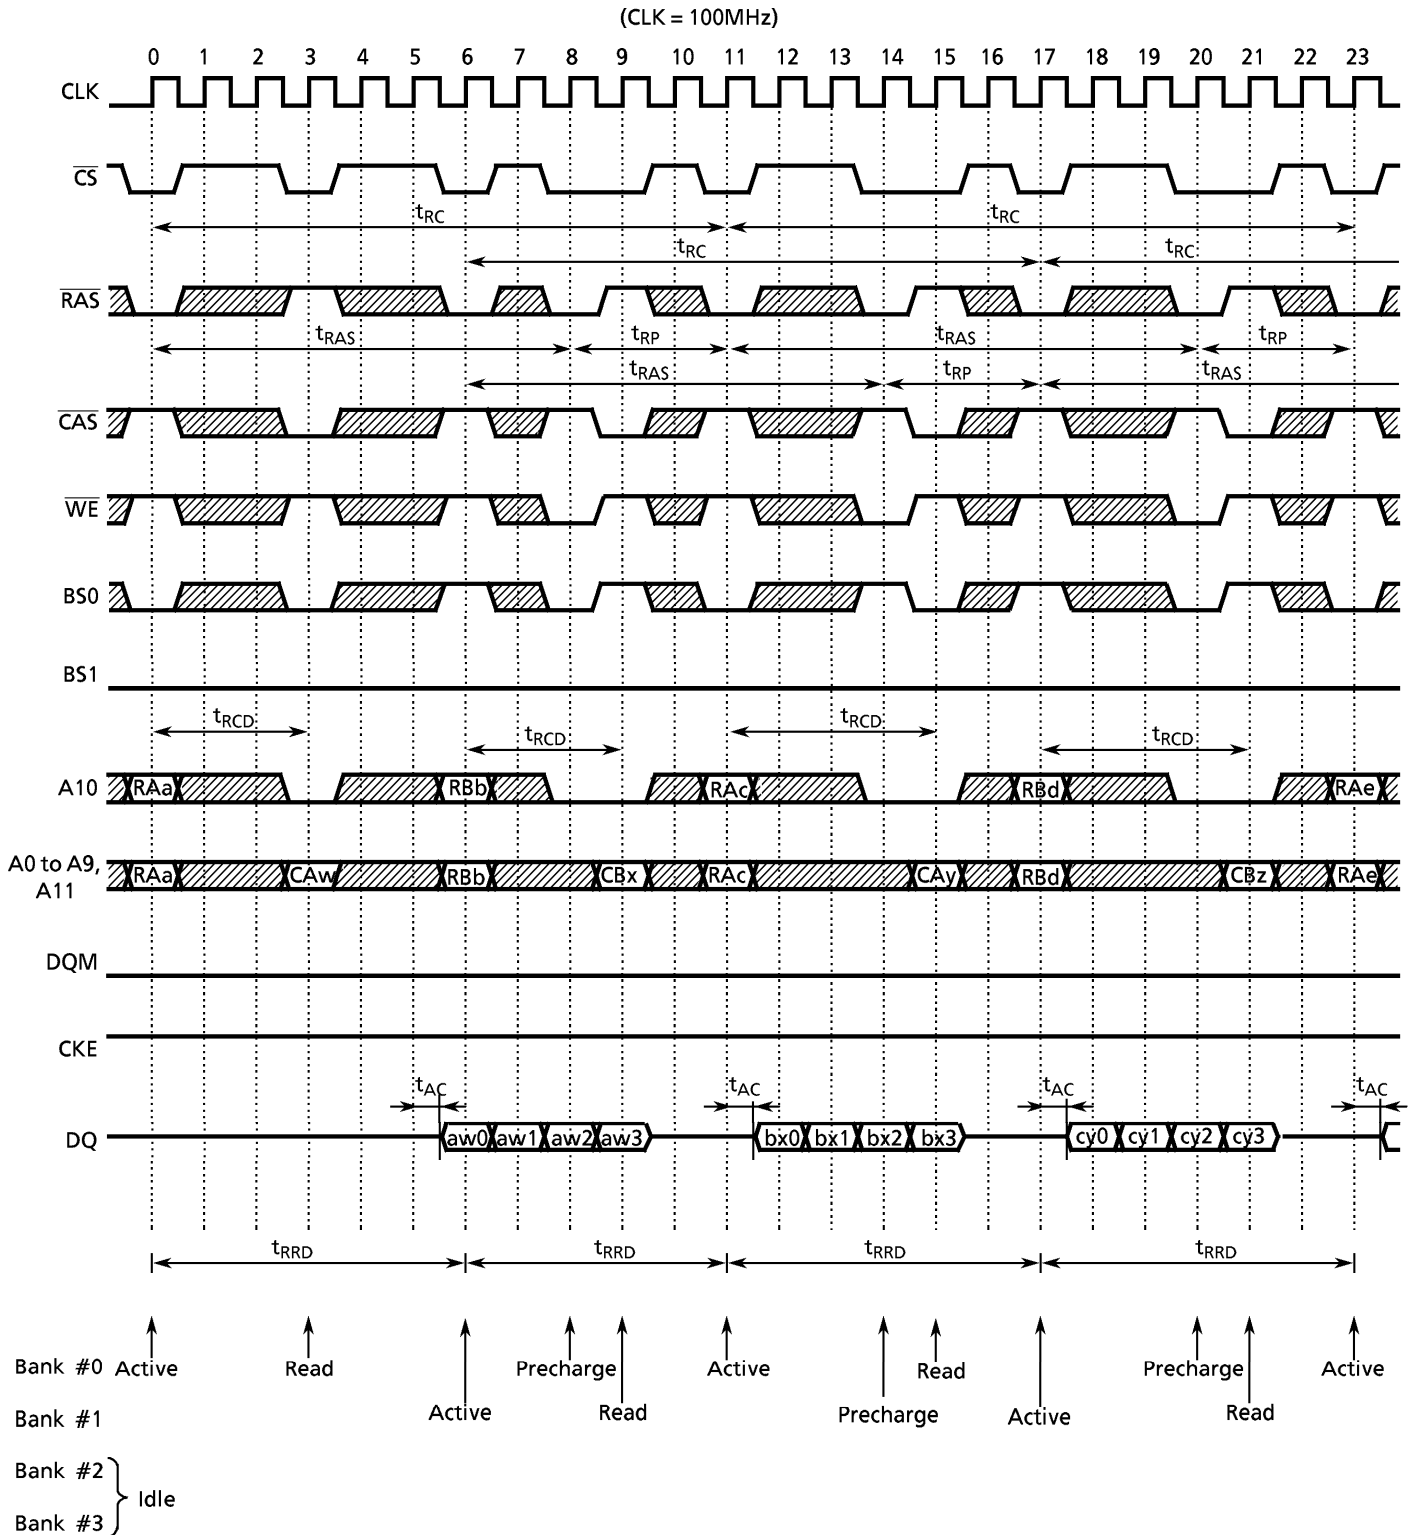 (CLK = 100MHz)
0 1 2 3 4 5 6 7 8 9 10 11 12 13 14 15 16 17 18 19 20 21 22 23
CLK
CS
tRC tRC
tRC tRC
RAS
tRAS tRP tRAS tRP
tRAS tRP tRAS
CAS
WE
BS0
BS1
tRCD tRCD
tRCD tRCD
A10 RAa RBb RAc RBd RAe
A0 to A9,
A11
RAa CAw RBb CBx RAc CAy RBd CBz RAe
DQM
CKE
tAC tAC tAC tAC
DQ aw0 aw1 aw2 aw3 bx0 bx1 bx2 bx3 cy0 cy1 cy2 cy3
tRRD tRRD tRRD tRRD
Bank #0 Active Read Precharge Active Read Precharge Active
Bank #1 Active Read Precharge Active Read
Bank #2
Idle
Bank #3